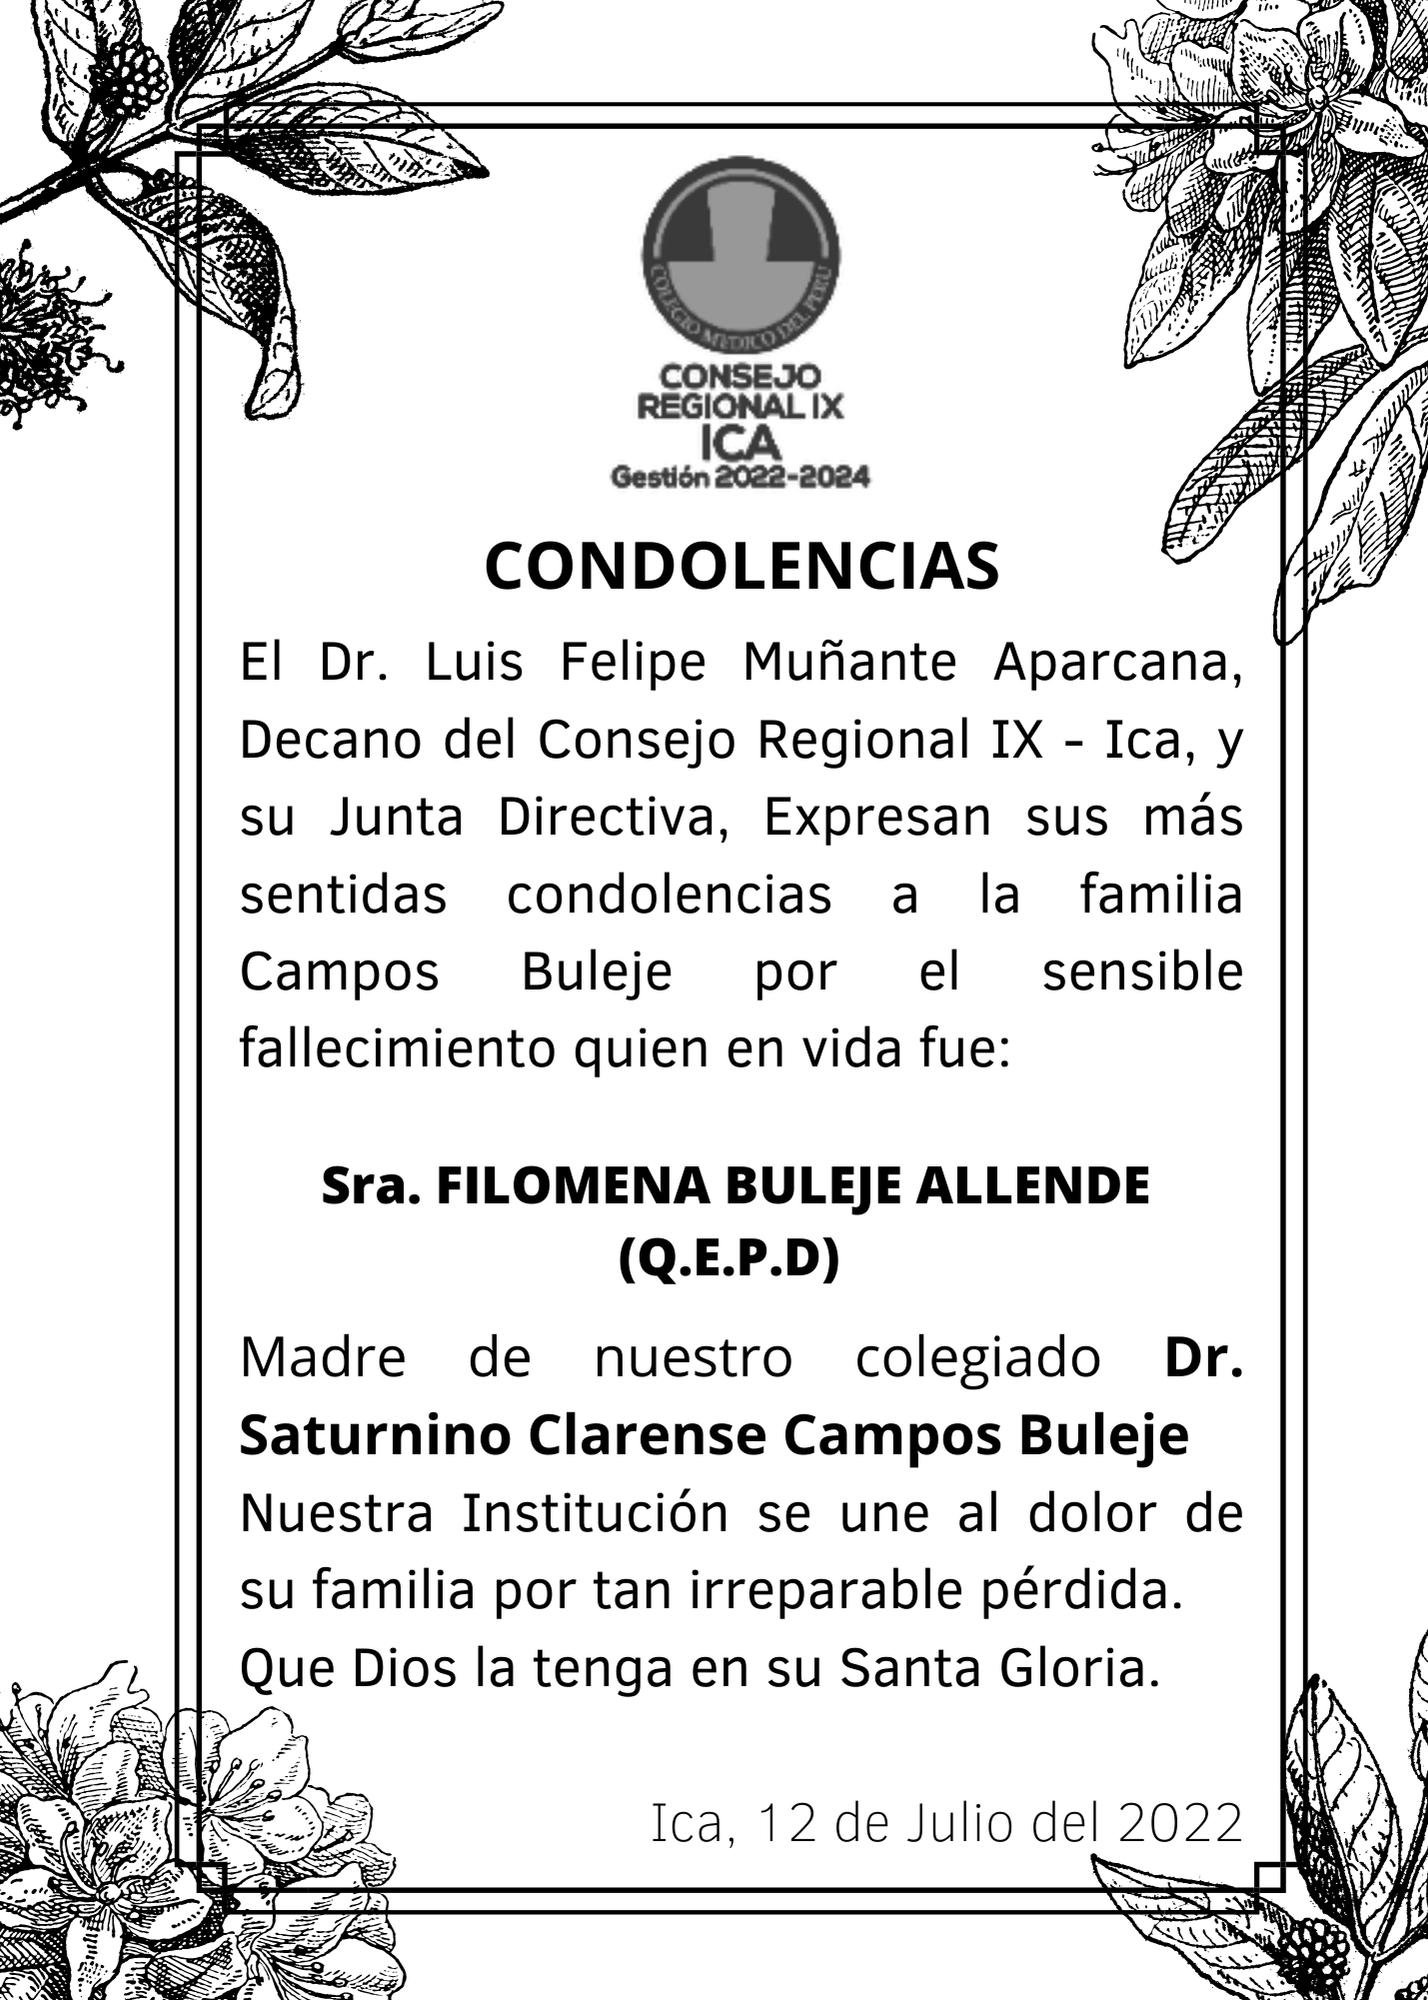 COLEGIO MEDICO DEL PERU
CONSEJO
REGIONAL IX
ICA
Gestión 2022-2024
CONDOLENCIAS
El Dr. Luis Felipe Muñante Aparcana,
Decano del Consejo Regional IX - Ica, y
su Junta Directiva, Expresan sus más
sentidas condolencias a la familia
Campos Buleje por el sensible
fallecimiento quien en vida fue:
Sra. FILOMENA BULEJE ALLENDE
(Q.E.P.D)
Madre de nuestro colegiado Dr.
Saturnino Clarense Campos Buleje
Nuestra Institución se une al dolor de
su familia por tan irreparable pérdida.
Que Dios la tenga en su Santa Gloria.
Ica, 12 de Julio del 2022